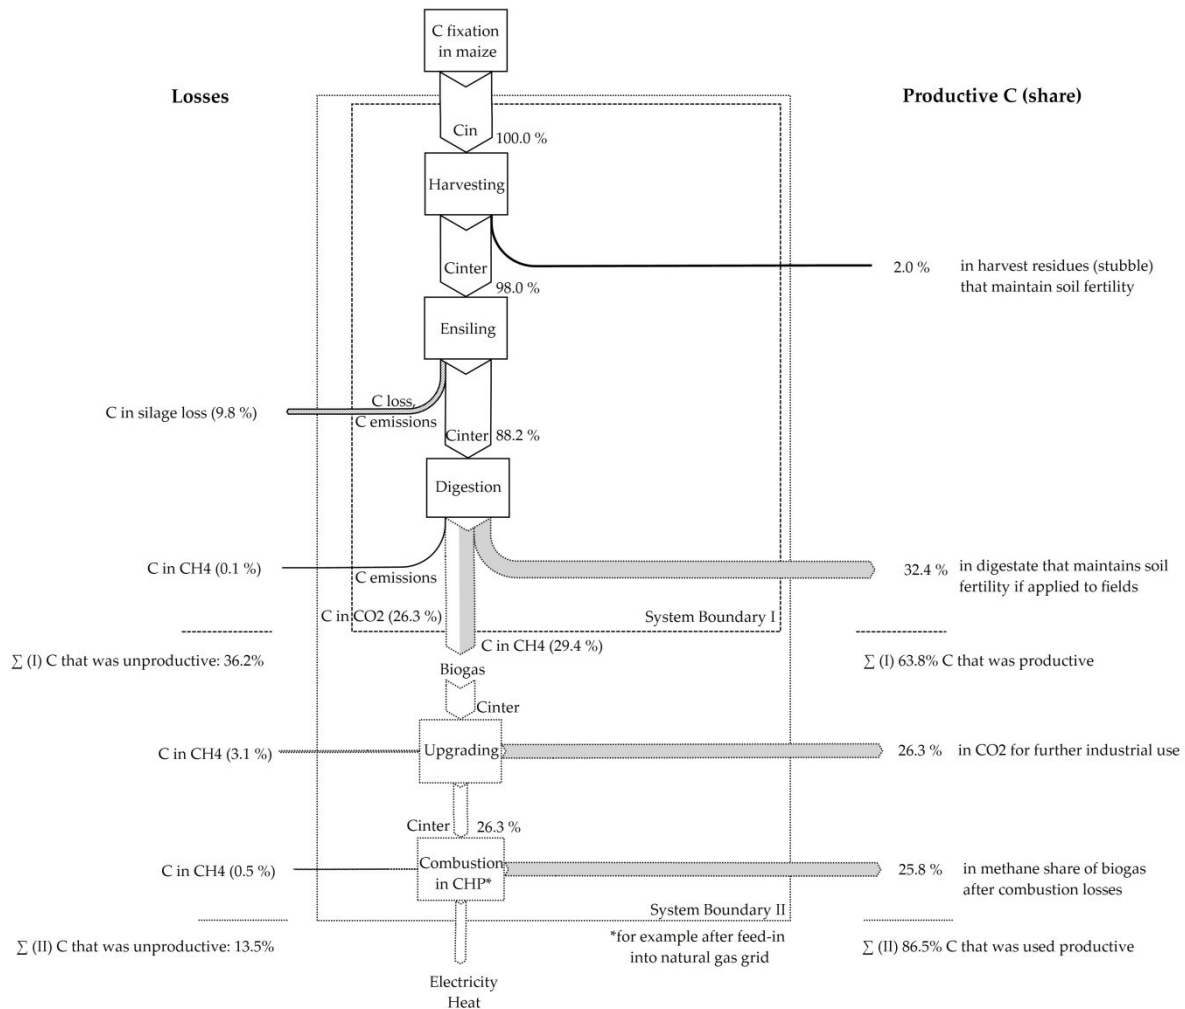 C fixation
in maize
Losses
Productive C (share)
Cin
100.0 %
Harvesting
Cinter
98.0 %
2.0 %
in harvest residues (stubble)
that maintain soil fertility
Ensiling
C in silage loss (9.8 %)
C loss,
C emissions
Cinter
88.2 %
Digestion
C in CH4 (0.1 %)
C emissions
32.4 %
in digestate that maintains soil
fertility if applied to fields
C in CO2 (26.3 %)
System Boundary I
C in CH4 (29.4 %)
∑ (I) C that was unproductive: 36.2%
Biogas
∑ (I) 63.8% C that was productive
Cinter
C in CH4 (3.1 %)
Upgrading
26.3 %
in CO2 for further industrial use
Cinter
26.3 %
C in CH4 (0.5 %)
Combustion
in CHP*
25.8 %
in methane share of biogas
after combustion losses
System Boundary II
∑ (II) C that was unproductive: 13.5%
*for example after feed-in
into natural gas grid
∑ (II) 86.5% C that was used productive
Electricity
Heat